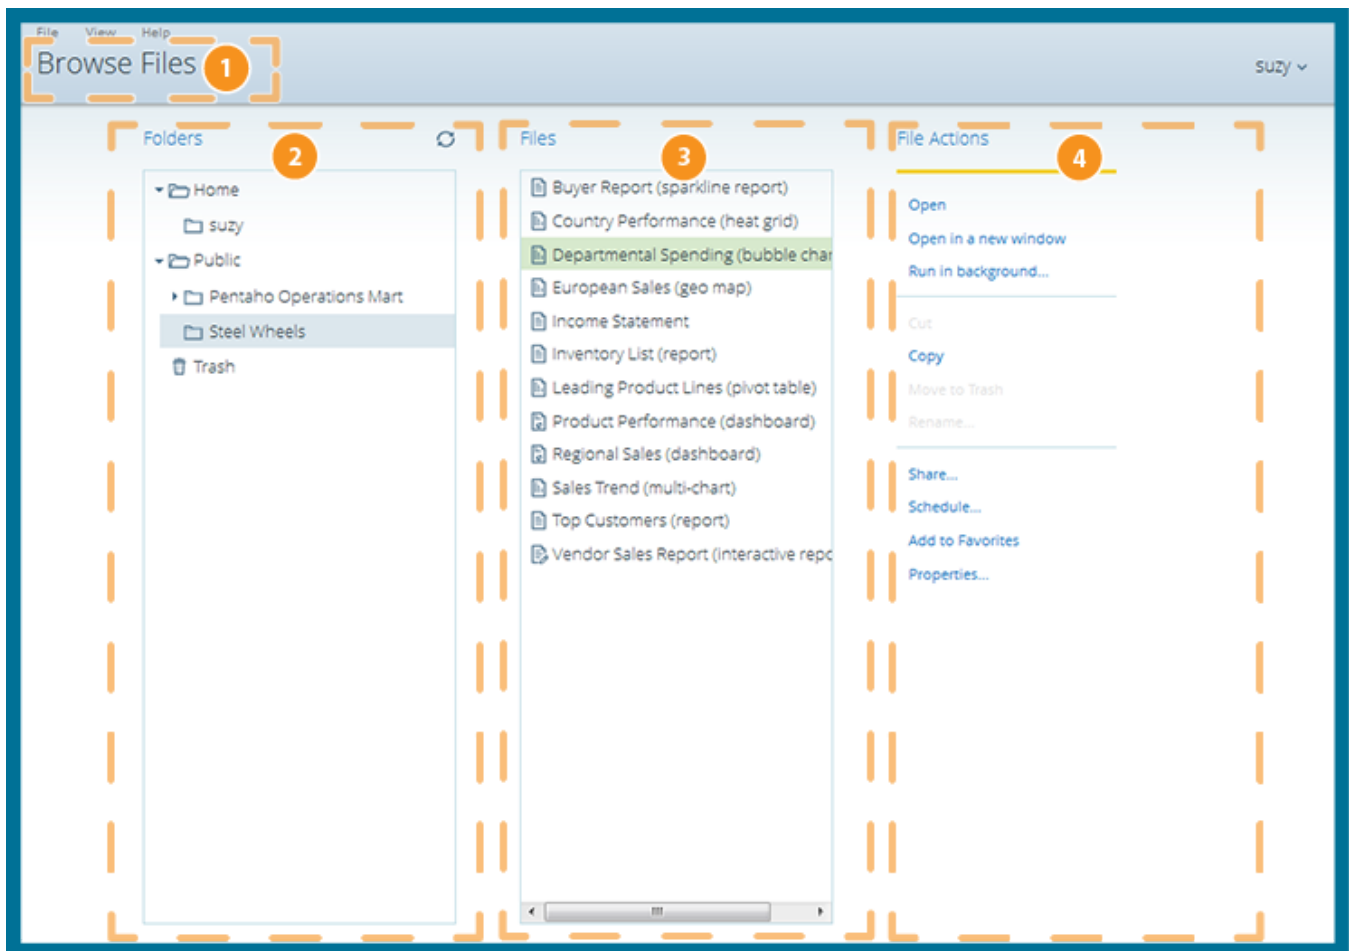 File View Help
Browse Files
1
suzy
Folders
2
Home
suzy
Public
Pentaho Operations Mart
Steel Wheels
Trash
Files
3
Buyer Report (sparkline report)
Country Performance (heat grid)
Departmental Spending (bubble char
European Sales (geo map)
Income Statement
Inventory List (report)
Leading Product Lines (pivot table)
Product Performance (dashboard)
Regional Sales (dashboard)
Sales Trend (multi-chart)
Top Customers (report)
Vendor Sales Report (interactive repo
File Actions
4
Open
Open in a new window
Run in background...
Cut
Copy
Move to Trash
Rename...
Share...
Schedule...
Add to Favorites
Properties...